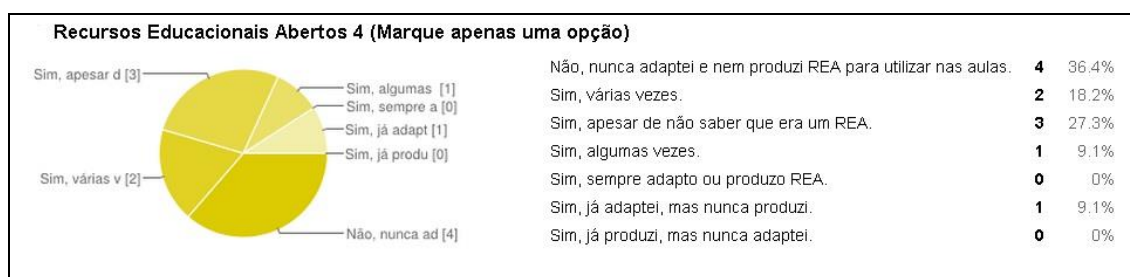 Recursos Educacionais Abertos 4 (Marque apenas uma opção)
Sim, apesar d [3]
Sim, algumas [1]
Sim, sempre a [0]
Sim, já adapt [1]
Sim, já produ [0]
Sim, várias v [2]
Não, nunca ad [4]
Não, nunca adaptei e nem produzi REA para utilizar nas aulas. 4 36.4%
Sim, várias vezes. 2 18.2%
Sim, apesar de não saber que era um REA. 3 27.3%
Sim, algumas vezes. 1 9.1%
Sim, sempre adapto ou produzo REA. 0 0%
Sim, já adaptei, mas nunca produzi. 1 9.1%
Sim, já produzi, mas nunca adaptei. 0 0%